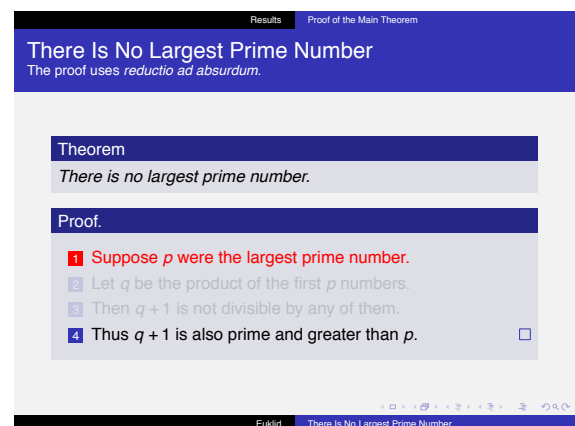 Results Proof of the Main Theorem
There Is No Largest Prime Number
The proof uses reductio ad absurdum.
Theorem
There is no largest prime number.
Proof.
1 Suppose p were the largest prime number.
2 Let q be the product of the first p numbers.
3 Then q + 1 is not divisible by any of them.
4 Thus q + 1 is also prime and greater than p.
Euklid There Is No Largest Prime Number